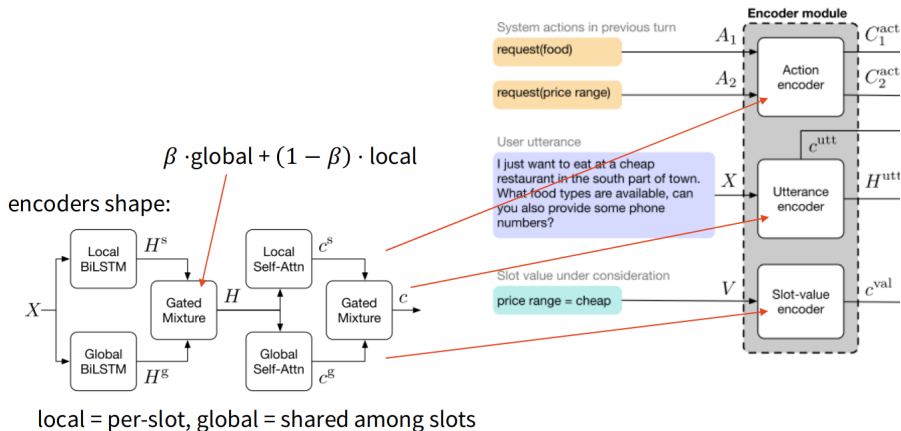 Encoder module
System actions in previous turn
request(food)
A₁
C₁^act
request(price range)
A₂
Action
encoder
C₂^act
c^utt
User utterance
I just want to eat at a cheap
restaurant in the south part of town.
What food types are available, can
you also provide some phone
numbers?
X
Utterance
encoder
H^utt
Slot value under consideration
price range = cheap
V
Slot-value
encoder
c^val
β ·global + (1 − β) · local
encoders shape:
Local
BiLSTM
H^s
Local
Self-Attn
c^s
X
Gated
Mixture
H
Gated
Mixture
c
Global
BiLSTM
H^g
Global
Self-Attn
c^g
local = per-slot, global = shared among slots